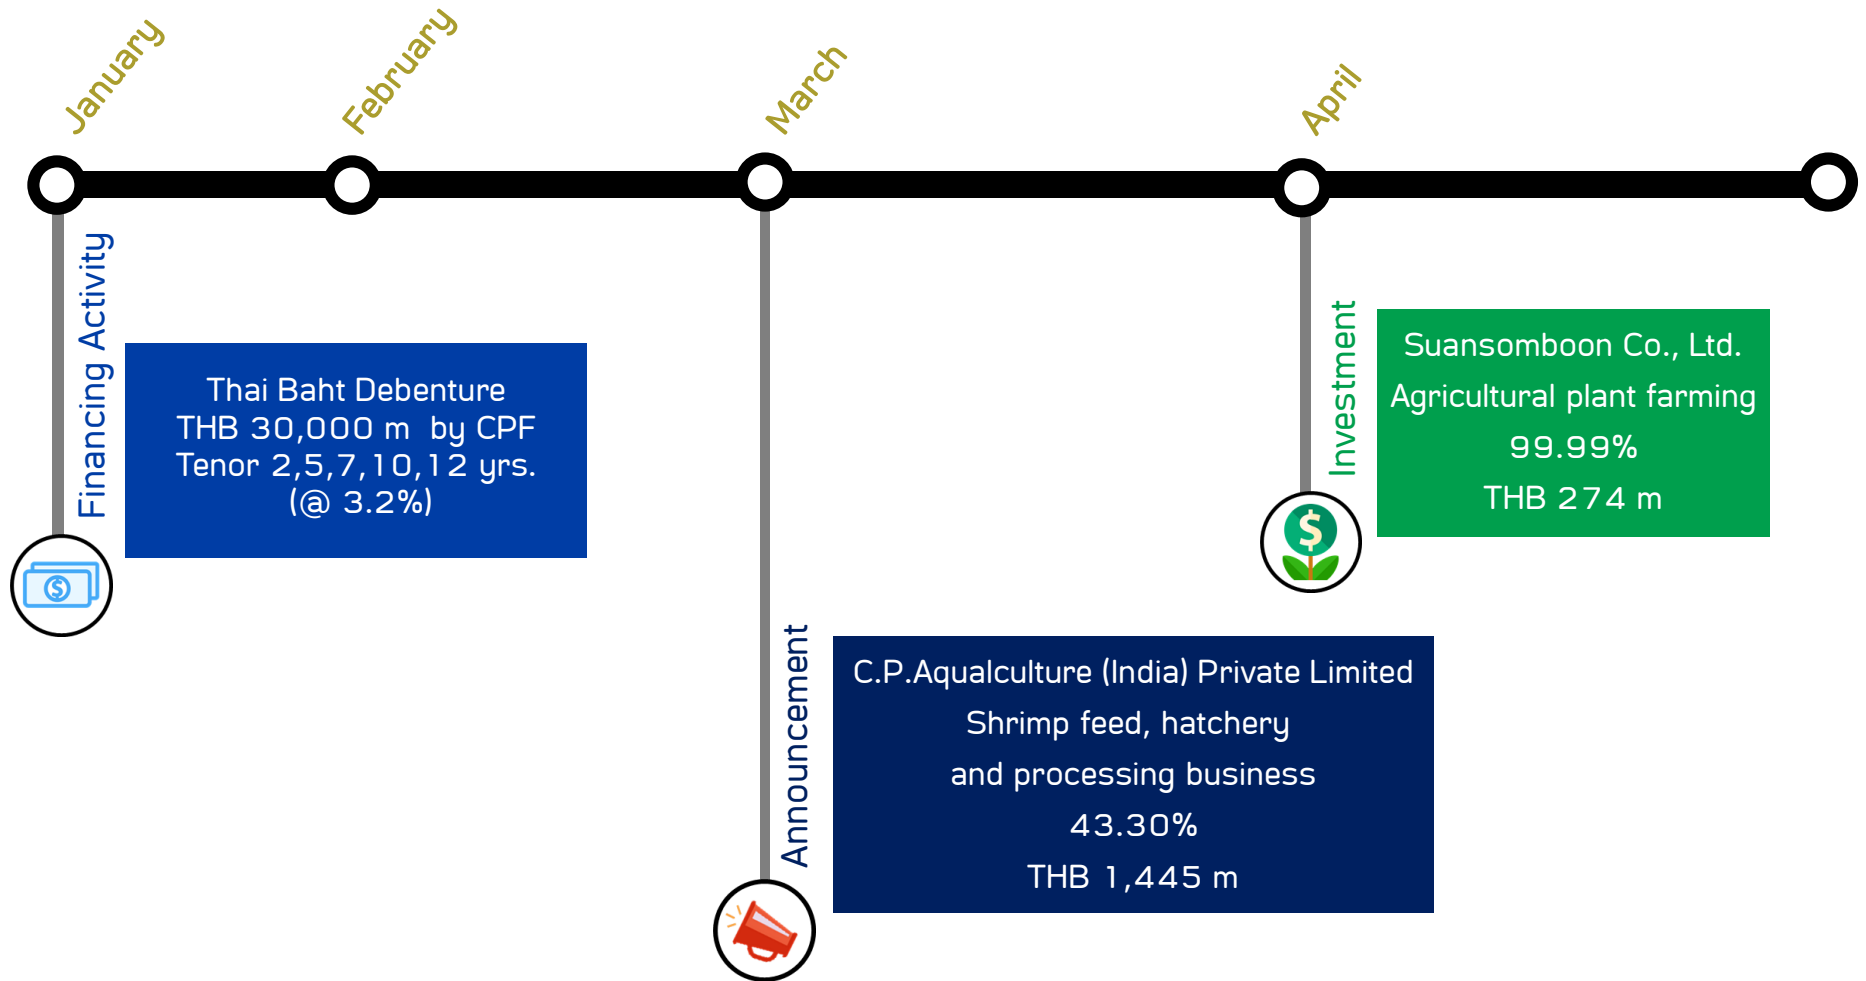 January
February
March
April
Financing Activity
Thai Baht Debenture
THB 30,000 m by CPF
Tenor 2,5,7,10,12 yrs.
(@ 3.2%)
Announcement
C.P.Aqualculture (India) Private Limited
Shrimp feed, hatchery
and processing business
43.30%
THB 1,445 m
Investment
Suansomboon Co., Ltd.
Agricultural plant farming
99.99%
THB 274 m
$
$